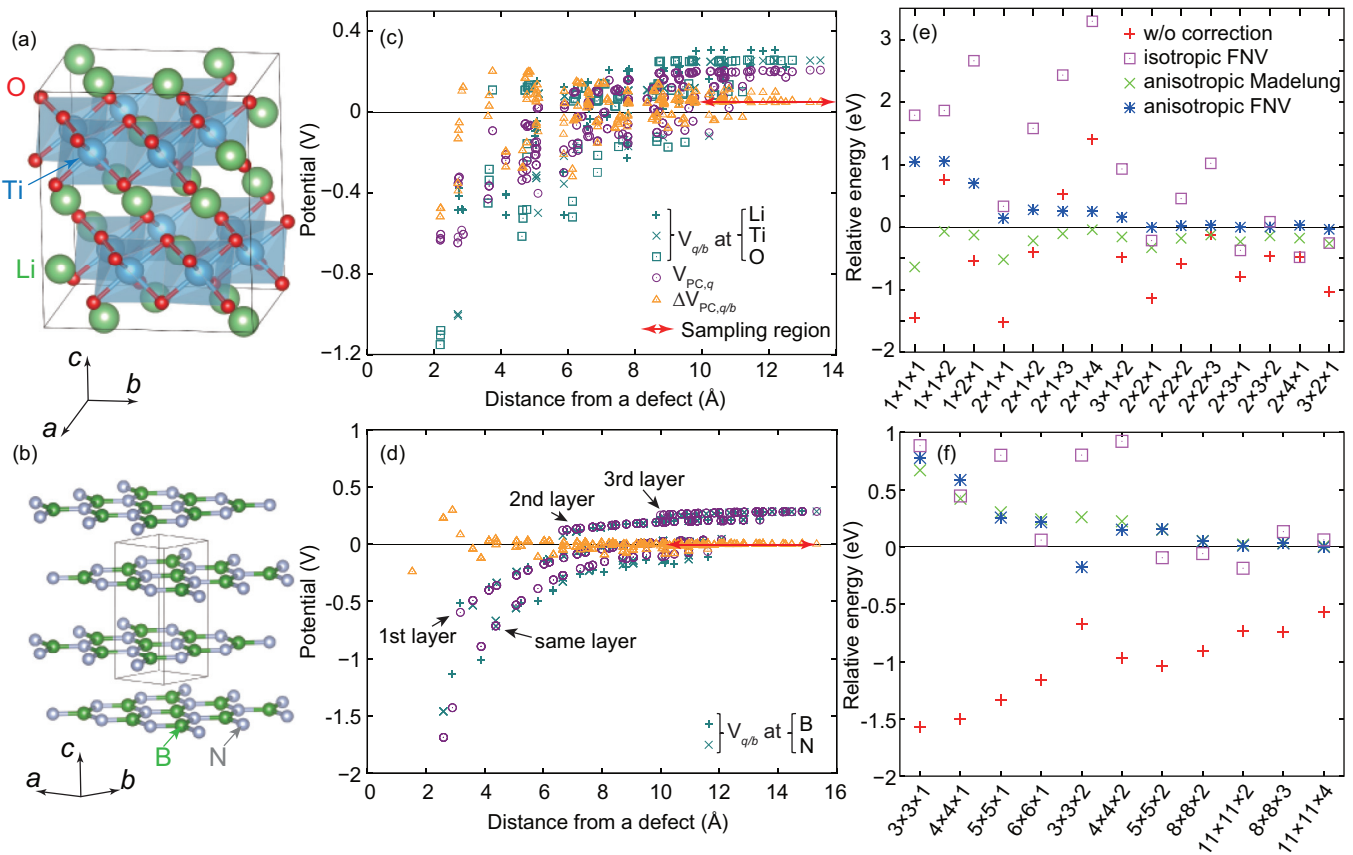 (a)
O
Ti
Li
c
b
a
(c)
Potential (V)
0.4
0
−0.4
−0.8
−1.2
0 2 4 6 8 10 12 14
Distance from a defect (Å)
V_{q/b} at
Li
Ti
O
V_{PC,q}
ΔV_{PC,q/b}
Sampling region
(e)
Relative energy (eV)
3
2
1
0
−1
−2
w/o correction
isotropic FNV
anisotropic Madelung
anisotropic FNV
1×1×1
1×1×2
1×2×1
2×1×1
2×1×2
2×1×3
2×1×4
3×1×2
2×2×1
2×2×2
2×2×3
2×3×1
2×3×2
2×4×1
3×2×1
(b)
B
N
c
a
b
(d)
Potential (V)
1
0.5
0
−0.5
−1
−1.5
−2
0 2 4 6 8 10 12 14 16
Distance from a defect (Å)
2nd layer
3rd layer
1st layer
same layer
V_{q/b} at
B
N
(f)
Relative energy (eV)
1
0.5
0
−0.5
−1
−1.5
−2
3×3×1
4×4×1
5×5×1
6×6×1
3×3×2
4×4×2
5×5×2
8×8×2
11×11×2
8×8×3
11×11×4